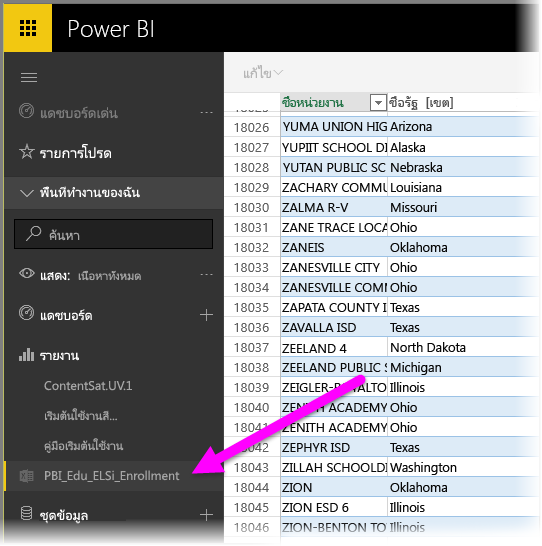 Power BI
แดชบอร์ดเด่น ...
รายการโปรด
พื้นที่ทำงานของฉัน
ค้นหา
แสดง: เนื้อหาทั้งหมด ...
แดชบอร์ด +
รายงาน
ContentSat.UV.1
เริ่มต้นใช้งานสี...
คู่มือเริ่มต้นใช้งาน
PBI_Edu_ELSi_Enrollment
ชุดข้อมูล +
แก้ไข
ชื่อหน่วยงาน ชื่อรัฐ [เขต]
18026 YUMA UNION HIG Arizona
18027 YUPIIT SCHOOL DI Alaska
18028 YUTAN PUBLIC SC Nebraska
18029 ZACHARY COMMU Louisiana
18030 ZALMA R-V Missouri
18031 ZANE TRACE LOCA Ohio
18032 ZANEIS Oklahoma
18033 ZANESVILLE CITY Ohio
18034 ZANESVILLE COMM Ohio
18035 ZAPATA COUNTY I Texas
18036 ZAVALLA ISD Texas
18037 ZEELAND 4 North Dakota
18038 ZEELAND PUBLIC S Michigan
18039 ZEIGLER-ROYALTO Illinois
18040 ZENITH ACADEMY Ohio
18041 ZENITH ACADEMY Ohio
18042 ZEPHYR ISD Texas
18043 ZILLAH SCHOOLDI Washington
18044 ZION Oklahoma
18045 ZION ESD 6 Illinois
18046 ZION-BENTON TO Illinois